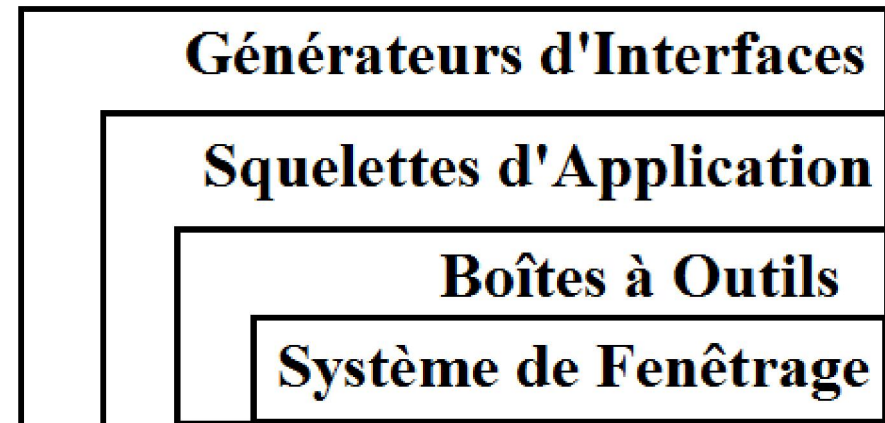 Générateurs d'Interfaces
Squelettes d'Application
Boîtes à Outils
Système de Fenêtrage